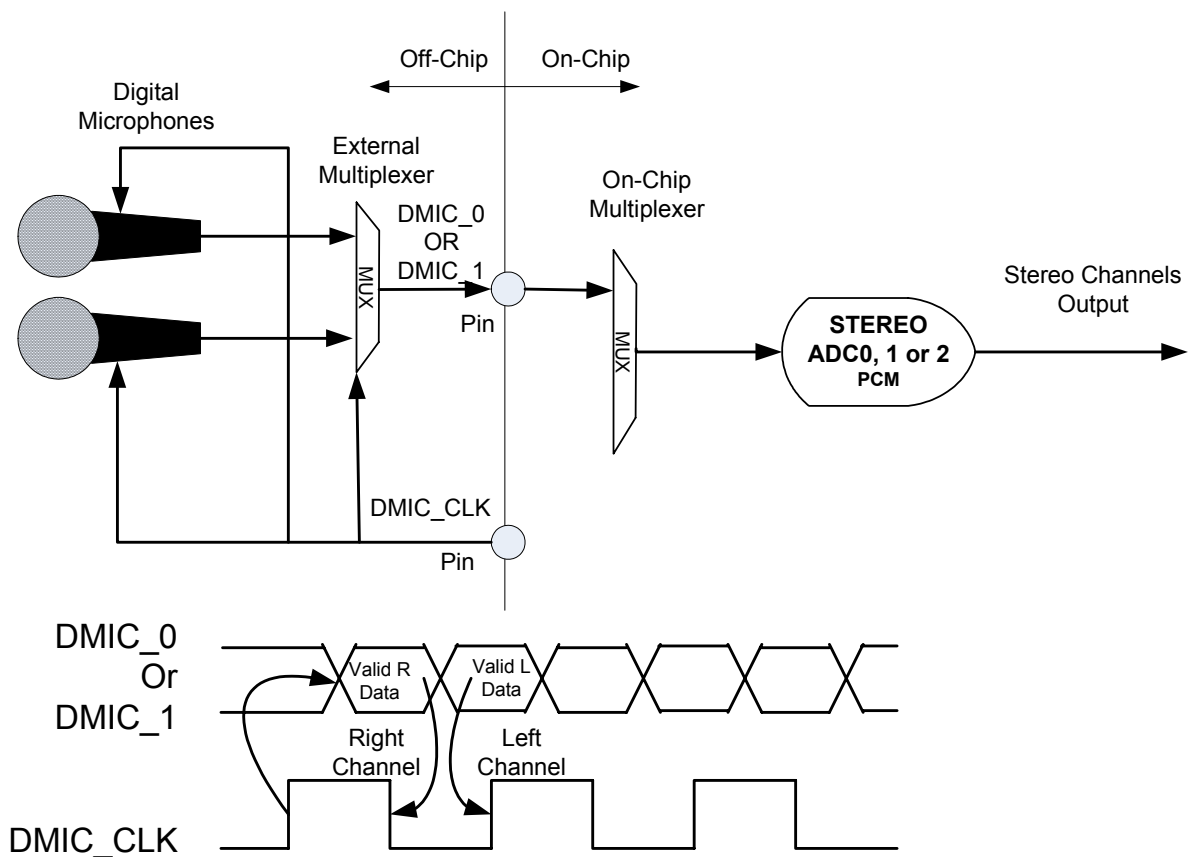 Off-Chip
On-Chip
Digital
Microphones
External
Multiplexer
On-Chip
Multiplexer
DMIC_0
OR
DMIC_1
MUX
Pin
MUX
STEREO
ADC0, 1 or 2
PCM
Stereo Channels
Output
DMIC_CLK
Pin
DMIC_0
Or
DMIC_1
Valid R
Data
Valid L
Data
Right
Channel
Left
Channel
DMIC_CLK